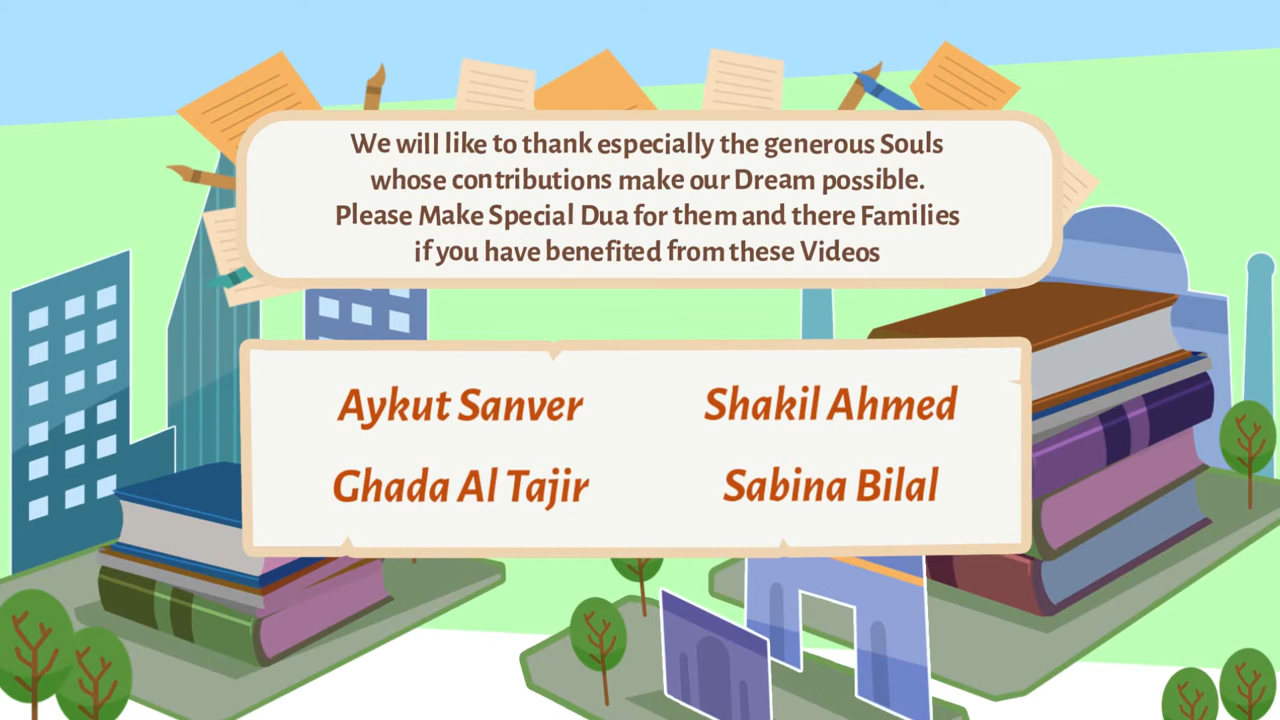 We will like to thank especially the generous Souls
whose contributions make our Dream possible.
Please Make Special Dua for them and there Families
if you have benefited from these Videos
Aykut Sanver
Shakil Ahmed
Ghada Al Tajir
Sabina Bilal